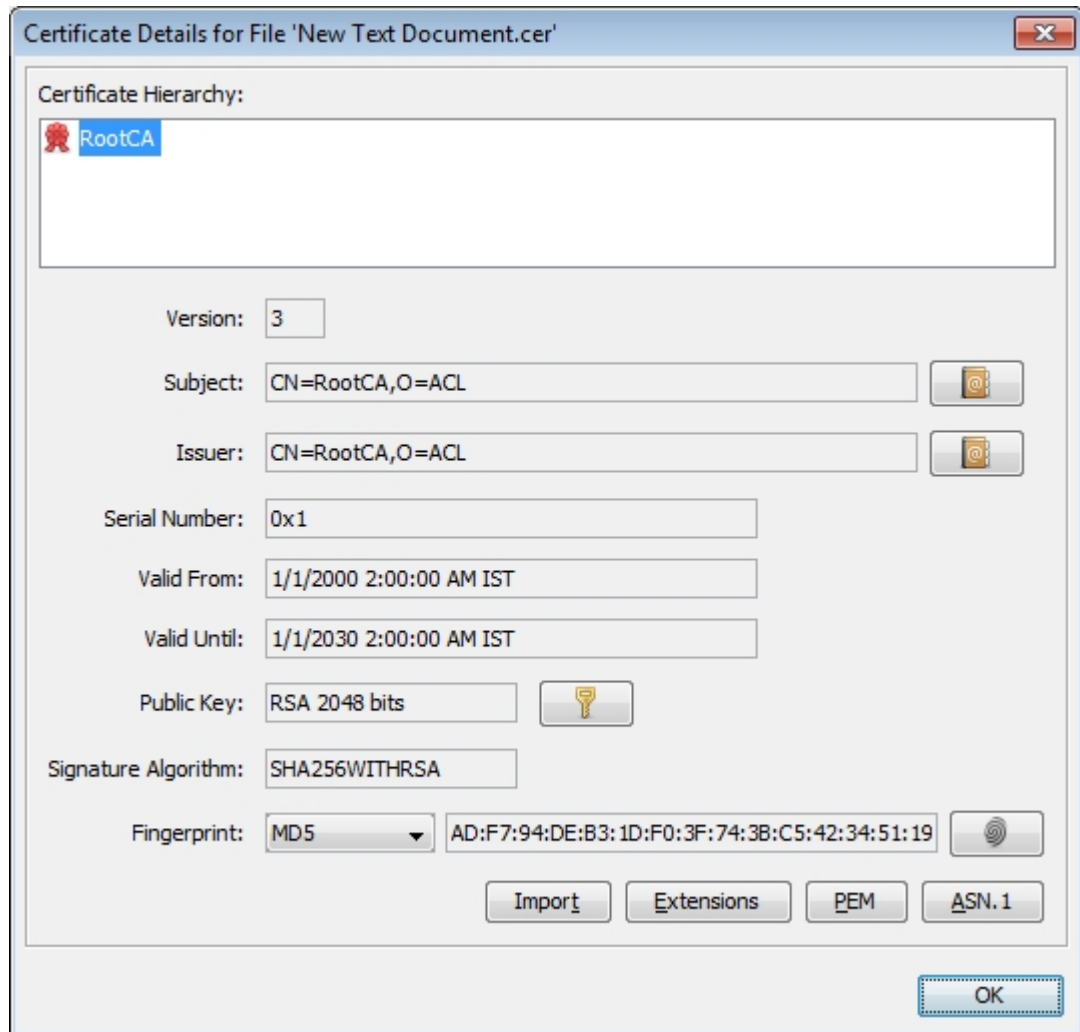 Certificate Details for File 'New Text Document.cer'
Certificate Hierarchy:
RootCA
Version: 3
Subject: CN=RootCA,O=ACL
Issuer: CN=RootCA,O=ACL
Serial Number: 0x1
Valid From: 1/1/2000 2:00:00 AM IST
Valid Until: 1/1/2030 2:00:00 AM IST
Public Key: RSA 2048 bits
Signature Algorithm: SHA256WITHRSA
Fingerprint: MD5 AD:F7:94:DE:B3:1D:F0:3F:74:3B:C5:42:34:51:19
Import Extensions PEM ASN.1
OK